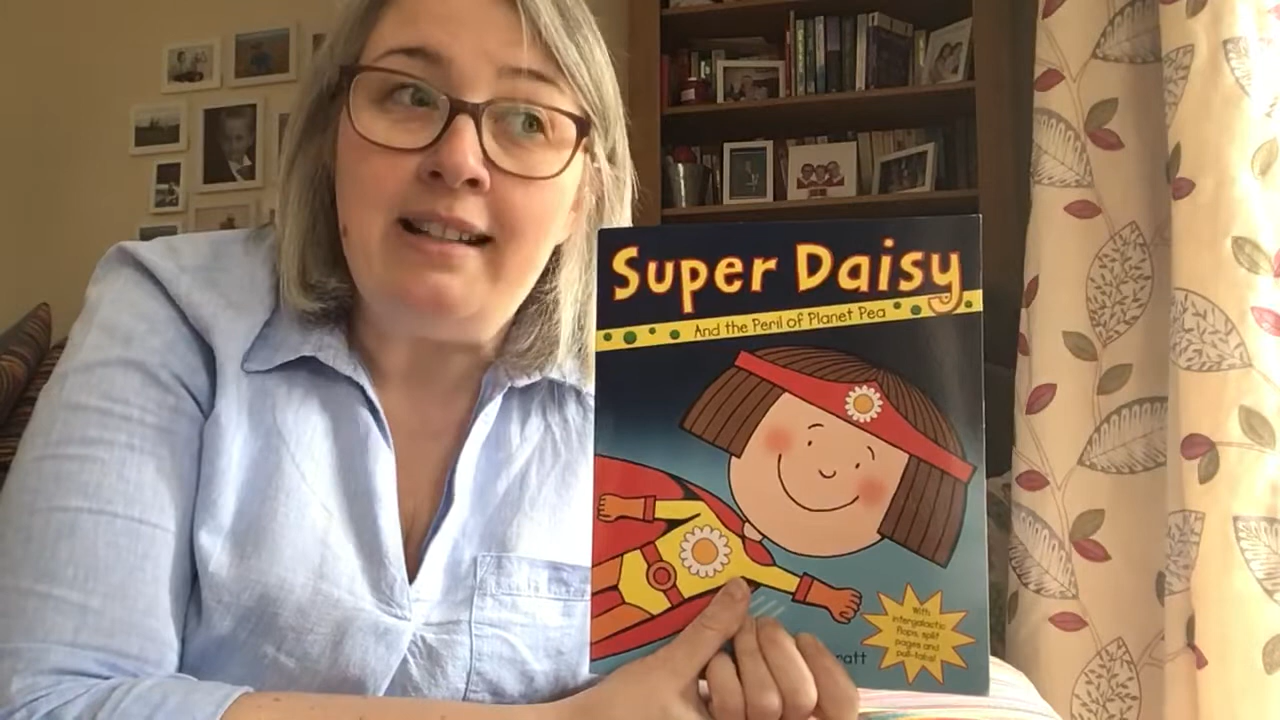 Super Daisy
And the Peril of Planet Pea
With
intergalactic
flaps, split
pages and
pull-tabs!